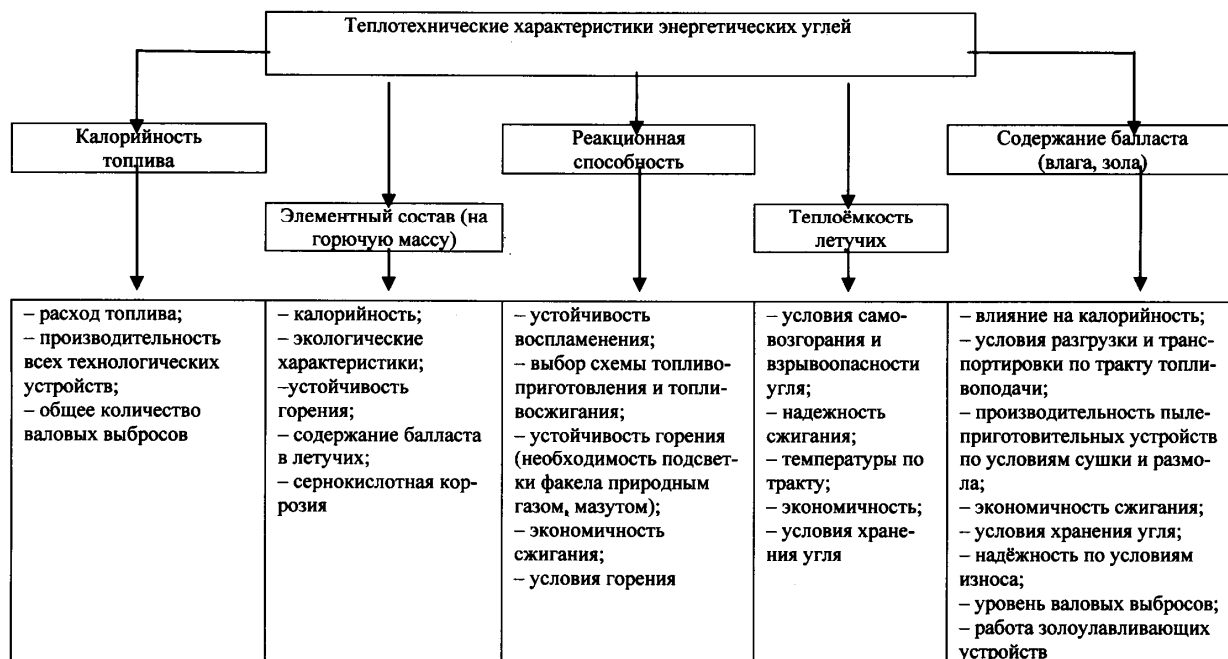 Теплотехнические характеристики энергетических углей
Калорийность
топлива
Реакционная
способность
Содержание балласта
(влага, зола)
Элементный состав (на
горючую массу)
Теплоёмкость
летучих
– расход топлива;
– производительность
всех технологических
устройств;
– общее количество
валовых выбросов
– калорийность;
– экологические
характеристики;
–устойчивость
горения;
– содержание балласта
в летучих;
– сернокислотная кор-
розия
– устойчивость
воспламенения;
– выбор схемы топливо-
приготовления и топли-
восжигания;
– устойчивость горения
(необходимость подсвет-
ки факела природным
газом, мазутом);
– экономичность
сжигания;
– условия горения
– условия само-
возгорания и
взрывоопасности
угля;
– надежность
сжигания;
– температуры по
тракту;
– экономичность;
– условия хране-
ния угля
– влияние на калорийность;
– условия разгрузки и транс-
портировки по тракту топли-
воподачи;
– производительность пыле-
приготовительных устройств
по условиям сушки и размо-
ла;
– экономичность сжигания;
– условия хранения угля;
– надёжность по условиям
износа;
– уровень валовых выбросов;
– работа золоулавливающих
устройств